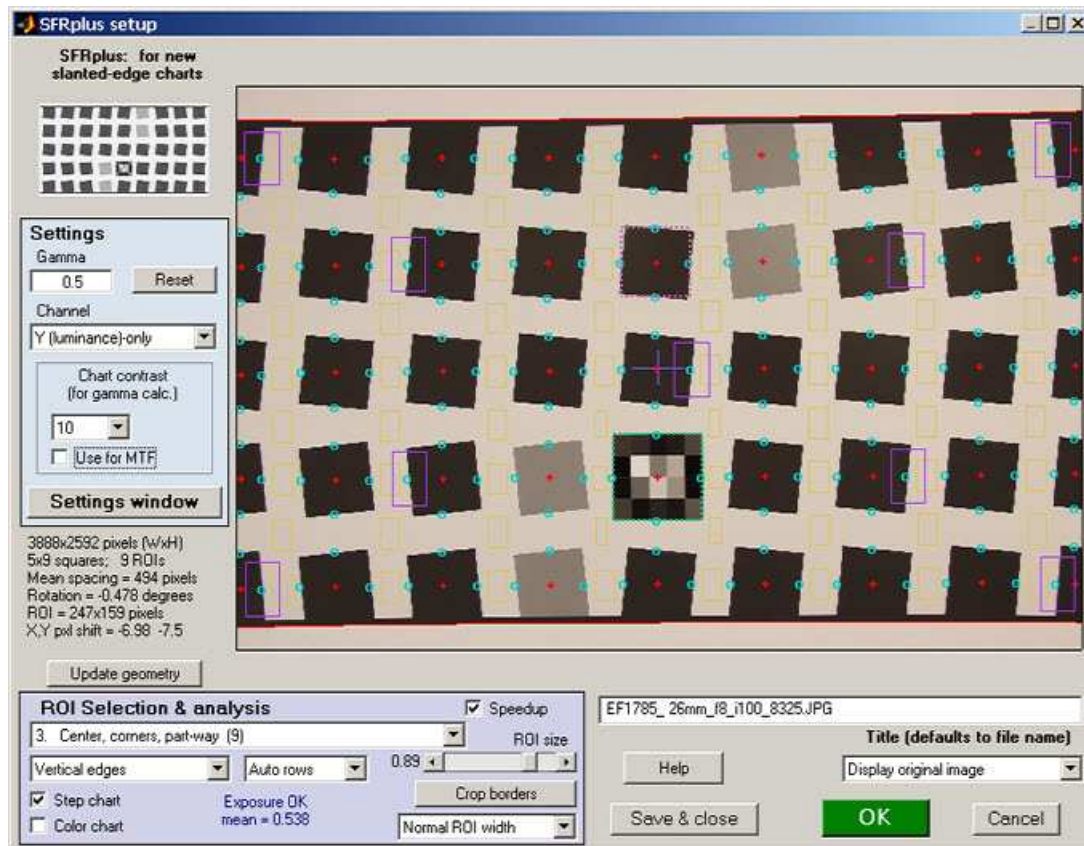 SFRplus setup
SFRplus: for new
slanted-edge charts
Settings
Gamma
0.5
Reset
Channel
Y (luminance)-only
Chart contrast
(for gamma calc.)
10
Use for MTF
Settings window
3888x2592 pixels (WxH)
5x9 squares; 9 ROIs
Mean spacing = 494 pixels
Rotation = -0.478 degrees
ROI = 247x159 pixels
X,Y pxl shift = -6.98 -7.5
Update geometry
ROI Selection & analysis
Speedup
3. Center, corners, part-way (9)
ROI size
Vertical edges
Auto rows
0.89
Step chart
Color chart
Exposure OK
mean = 0.538
Crop borders
Normal ROI width
EF1785_ 26mm_f8_i100_8325.JPG
Title (defaults to file name)
Help
Display original image
Save & close
OK
Cancel